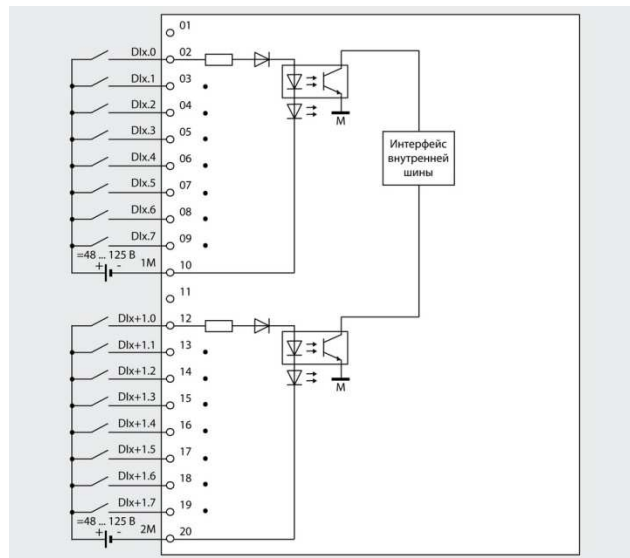 01
DIx.0 02
DIx.1 03
DIx.2 04
DIx.3 05
DIx.4 06
DIx.5 07
DIx.6 08
DIx.7 09
=48 ... 125 В
+ - 1M 10
M
Интерфейс
внутренней
шины
11
DIx+1.0 12
DIx+1.1 13
DIx+1.2 14
DIx+1.3 15
DIx+1.4 16
DIx+1.5 17
DIx+1.6 18
DIx+1.7 19
=48 ... 125 В
+ - 2M 20
M